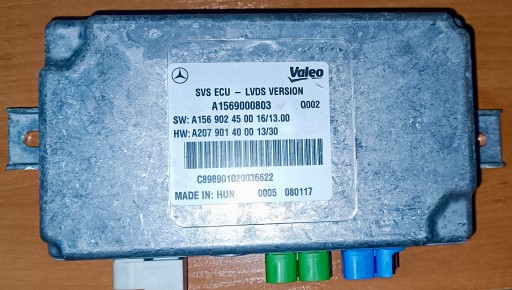 Valeo
SVS ECU - LVDS VERSION
A1569000803 Q002
SW: A156 902 45 00 16/13.00
HW: A207 901 40 00 13/30
C898901020036622
MADE IN: HUN 0005 080117